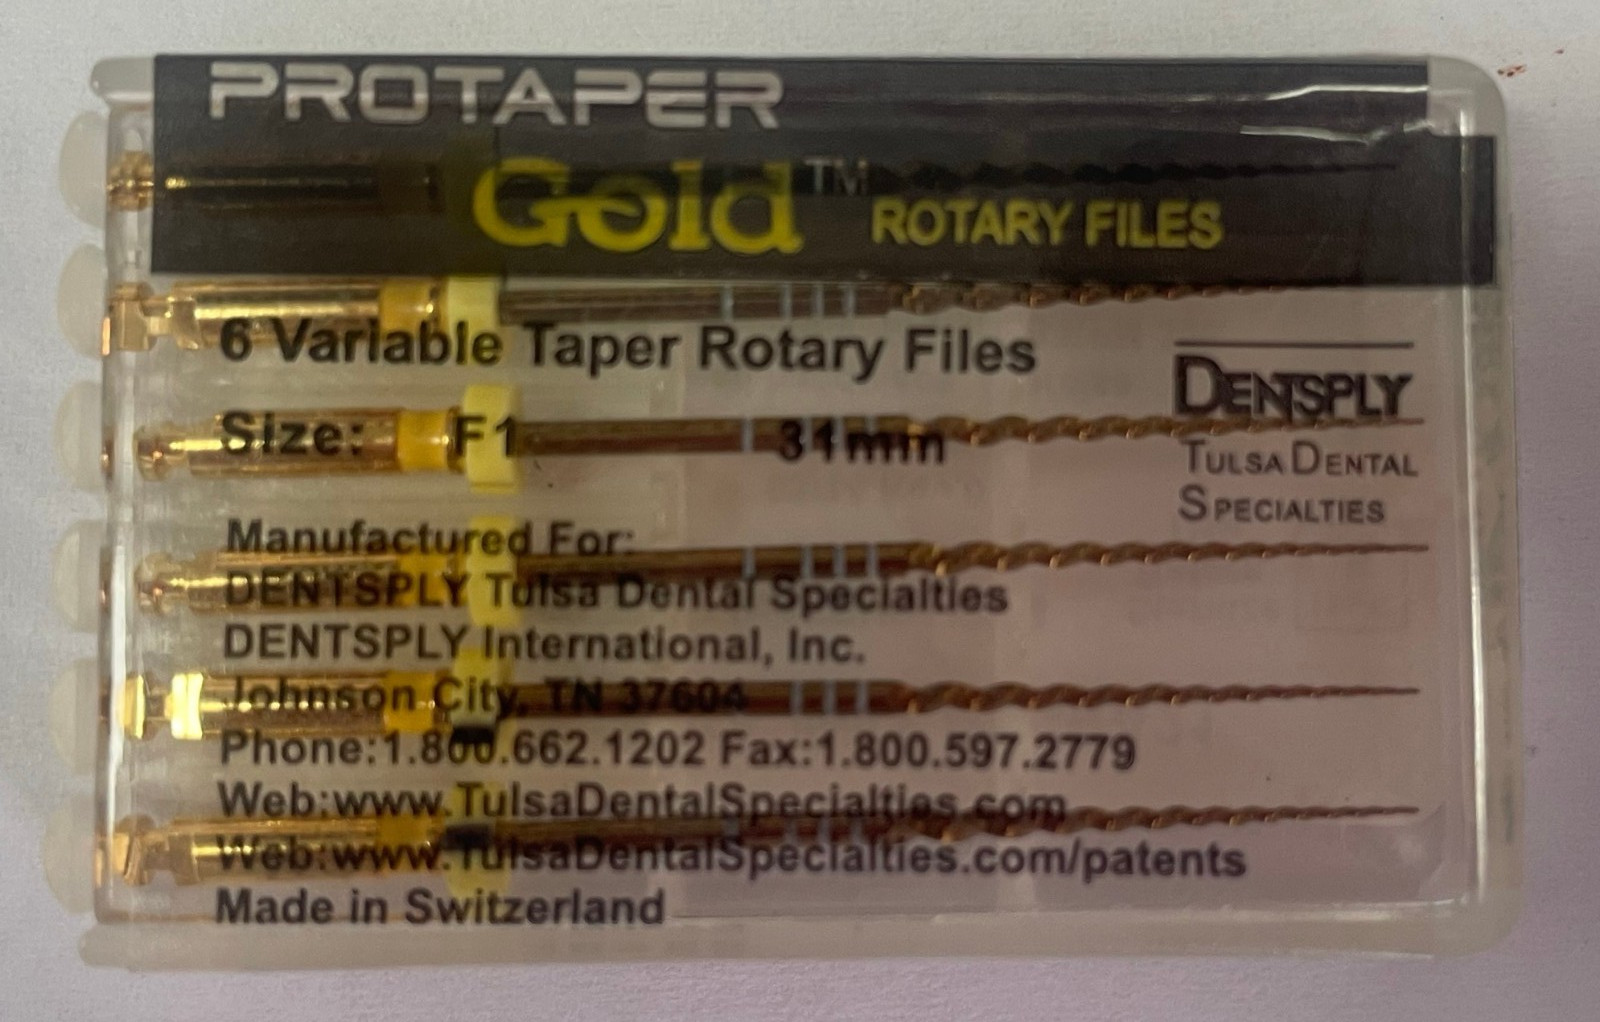 PROTAPER
Gold™ ROTARY FILES
6 Variable Taper Rotary Files
Size: F1 31mm
DENTSPLY
TULSA DENTAL
SPECIALTIES
Manufactured For:
DENTSPLY Tulsa Dental Specialties
DENTSPLY International, Inc.
Johnson City, TN 37604
Phone:1.800.662.1202 Fax:1.800.597.2779
Web:www.TulsaDentalSpecialties.com
Web:www.TulsaDentalSpecialties.com/patents
Made in Switzerland